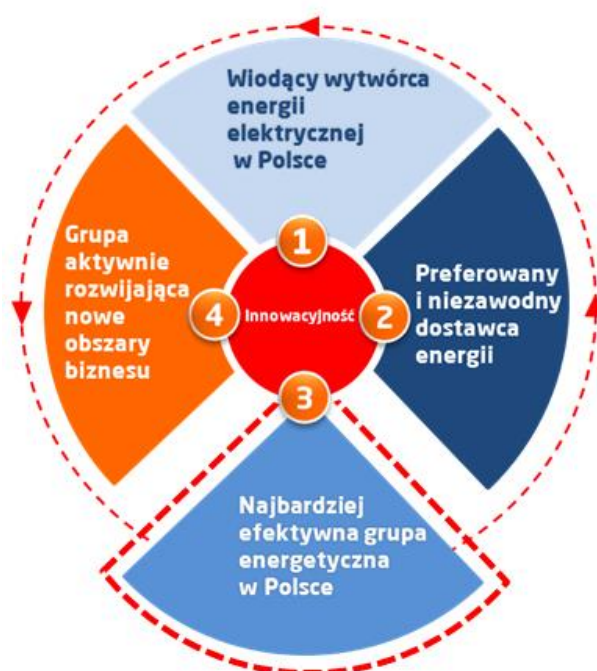 Wiodący wytwórca
energii
elektrycznej
w Polsce
1
Grupa
aktywnie
rozwijająca
nowe
obszary
biznesu
4
Innowacyjność
2
Preferowany
i niezawodny
dostawca
energii
3
Najbardziej
efektywna grupa
energetyczna
w Polsce